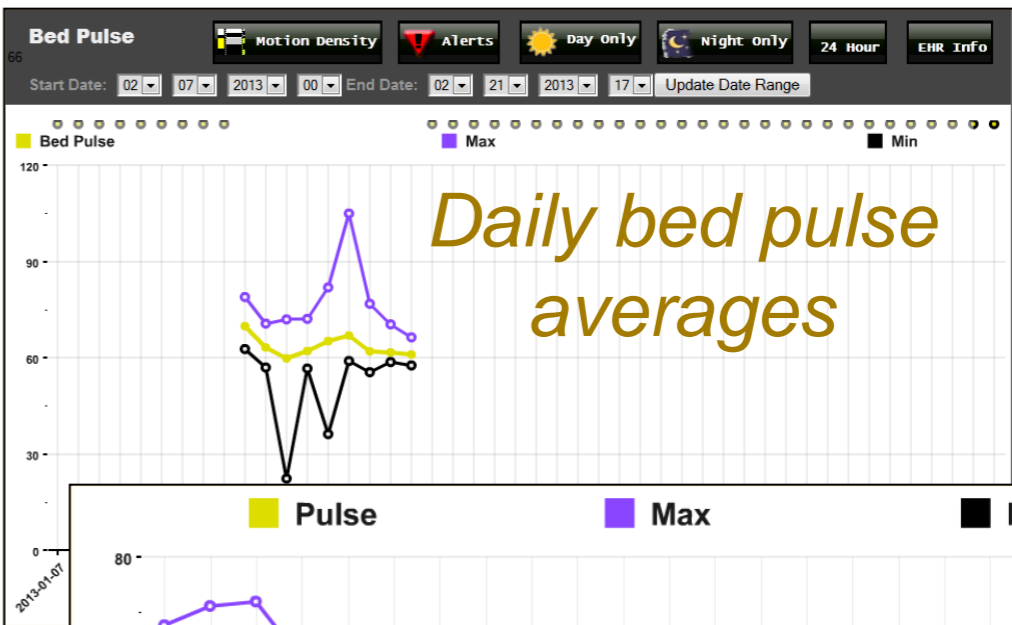 Bed Pulse
Motion Density
Alerts
Day Only
Night Only
24 Hour
EHR Info
66
Start Date: 02 07 2013 00 End Date: 02 21 2013 17 Update Date Range
Bed Pulse
Max
Min
120
Daily bed pulse
averages
90
60
30
0
2013-01-07
Pulse
Max
80